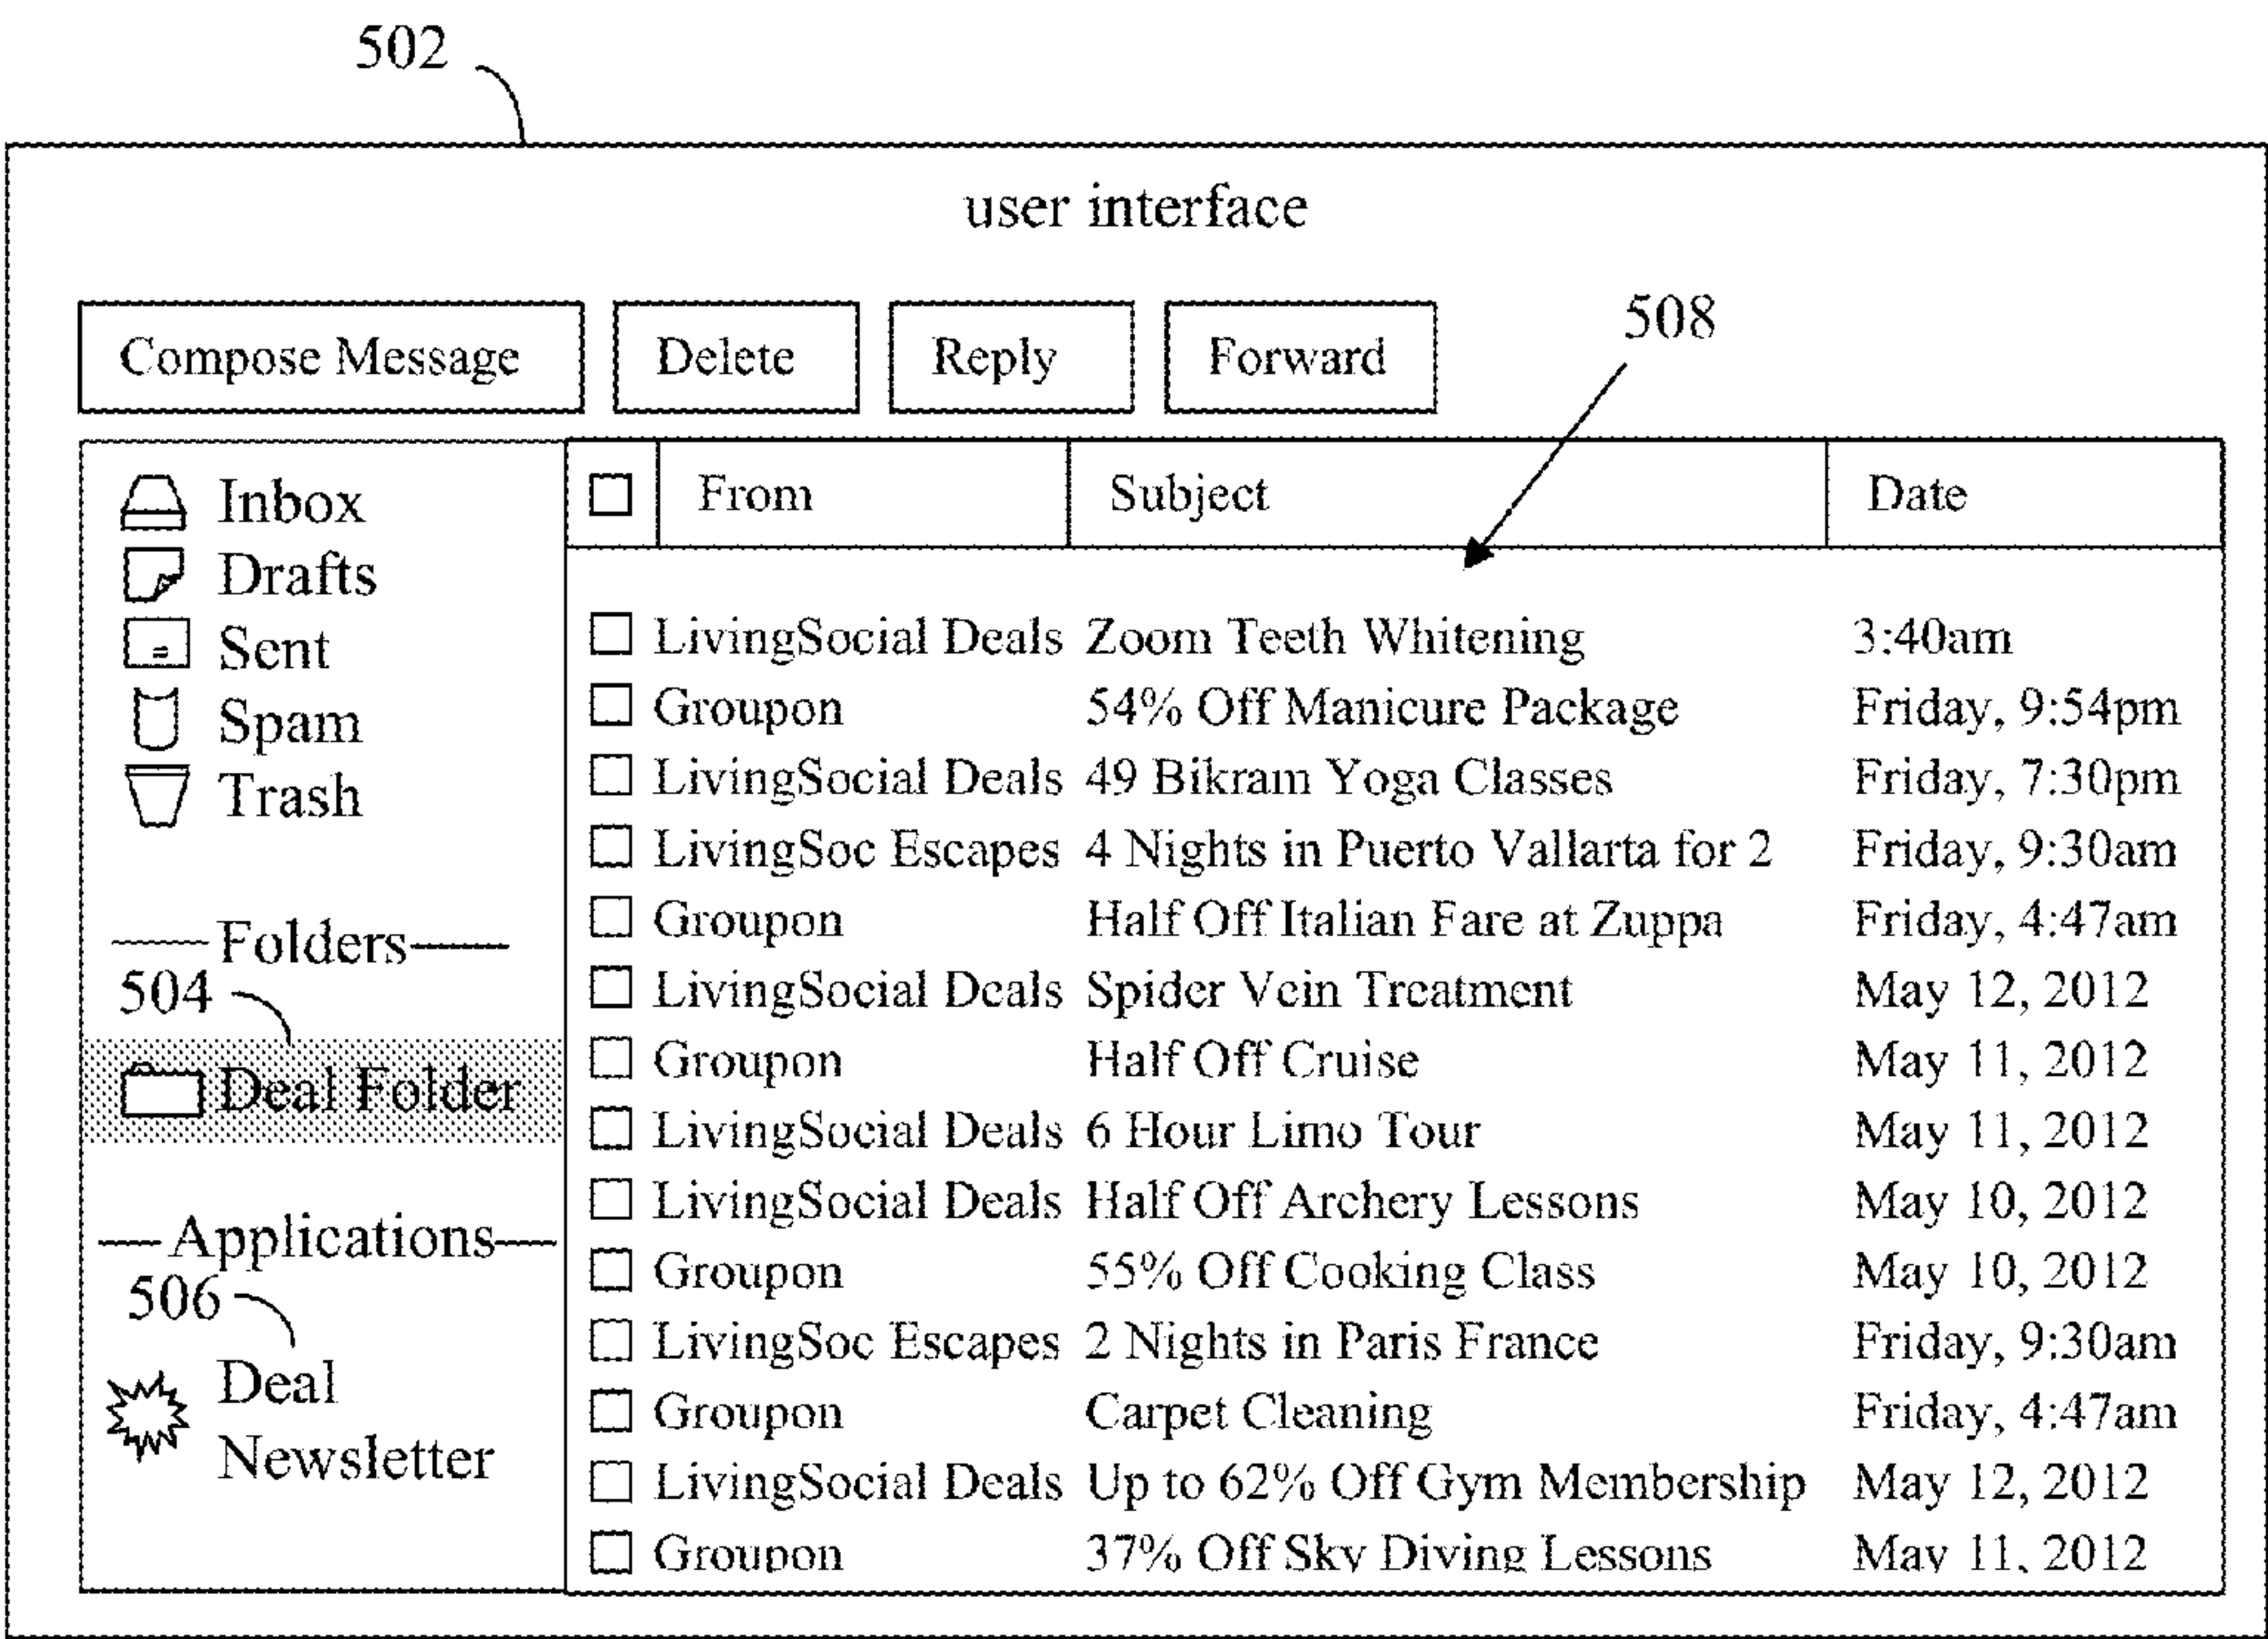 502
user interface
Compose Message Delete Reply Forward
508
Inbox
Drafts
Sent
Spam
Trash
Folders
504
Deal Folder
Applications
506
Deal
Newsletter
From Subject Date
LivingSocial Deals Zoom Teeth Whitening 3:40am
Groupon 54% Off Manicure Package Friday, 9:54pm
LivingSocial Deals 49 Bikram Yoga Classes Friday, 7:30pm
LivingSoc Escapes 4 Nights in Puerto Vallarta for 2 Friday, 9:30am
Groupon Half Off Italian Fare at Zuppa Friday, 4:47am
LivingSocial Deals Spider Vein Treatment May 12, 2012
Groupon Half Off Cruise May 11, 2012
LivingSocial Deals 6 Hour Limo Tour May 11, 2012
LivingSocial Deals Half Off Archery Lessons May 10, 2012
Groupon 55% Off Cooking Class May 10, 2012
LivingSoc Escapes 2 Nights in Paris France Friday, 9:30am
Groupon Carpet Cleaning Friday, 4:47am
LivingSocial Deals Up to 62% Off Gym Membership May 12, 2012
Groupon 37% Off Sky Diving Lessons May 11, 2012